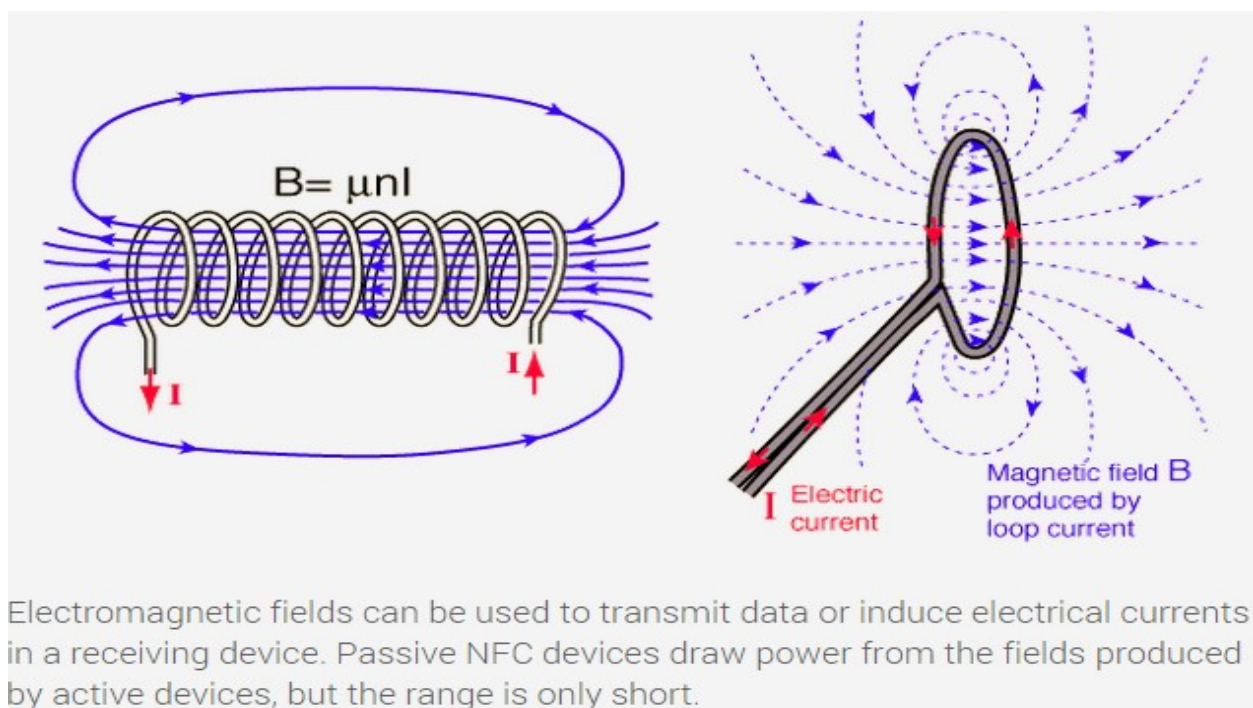 B= μnI
I
I
I
Electric
current
Magnetic field B
produced by
loop current
Electromagnetic fields can be used to transmit data or induce electrical currents
in a receiving device. Passive NFC devices draw power from the fields produced
by active devices, but the range is only short.